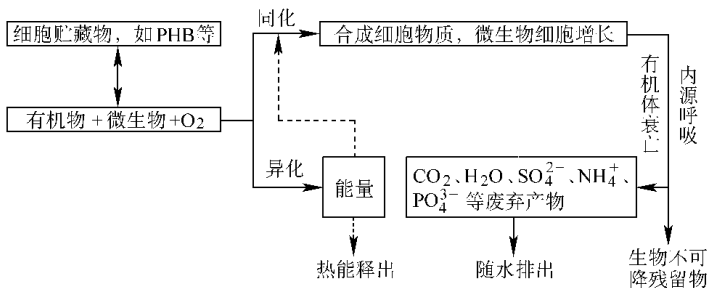 细胞贮藏物，如PHB等
同化
合成细胞物质，微生物细胞增长
有机物+微生物+O₂
异化
能量
热能释出
CO₂、H₂O、SO₄²⁻、NH₄⁺、
PO₄³⁻ 等废弃产物
随水排出
有机体衰亡
内源呼吸
生物不可
降残留物